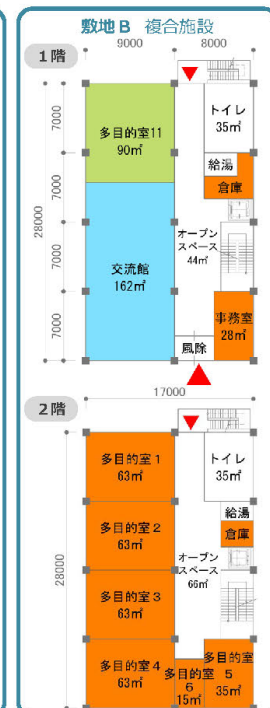 敷地B 複合施設
9000 8000
1階
7000
7000
7000
7000
28000
多目的室11
90㎡
トイレ
35㎡
給湯
倉庫
オープン
スペース
44㎡
交流館
162㎡
事務室
28㎡
風除
17000
2階
28000
多目的室1
63㎡
トイレ
35㎡
多目的室2
63㎡
給湯
倉庫
オープン
スペース
66㎡
多目的室3
63㎡
多目的室4
63㎡
多目的室
6
15㎡
多目的室
5
35㎡